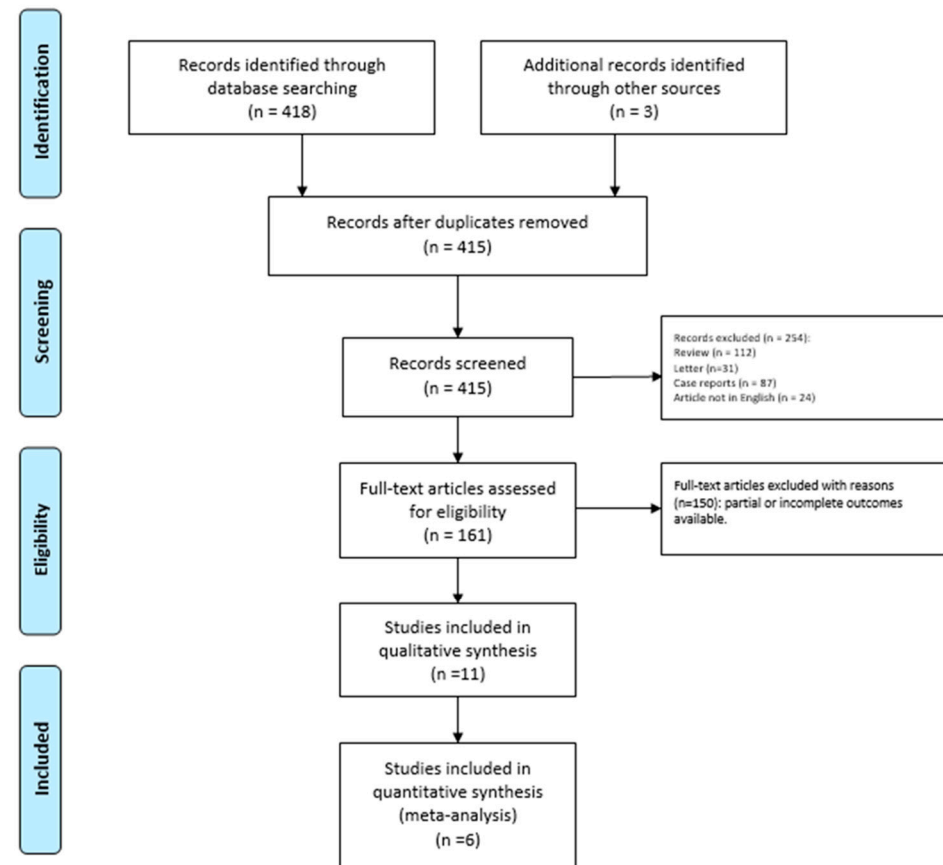 Identification
Records identified through
database searching
(n = 418)
Additional records identified
through other sources
(n = 3)
Records after duplicates removed
(n = 415)
Screening
Records screened
(n = 415)
Records excluded (n = 254):
Review (n = 112)
Letter (n=31)
Case reports (n = 87)
Article not in English (n = 24)
Eligibility
Full-text articles assessed
for eligibility
(n = 161)
Full-text articles excluded with reasons
(n=150): partial or incomplete outcomes
available.
Studies included in
qualitative synthesis
(n =11)
Included
Studies included in
quantitative synthesis
(meta-analysis)
(n =6)